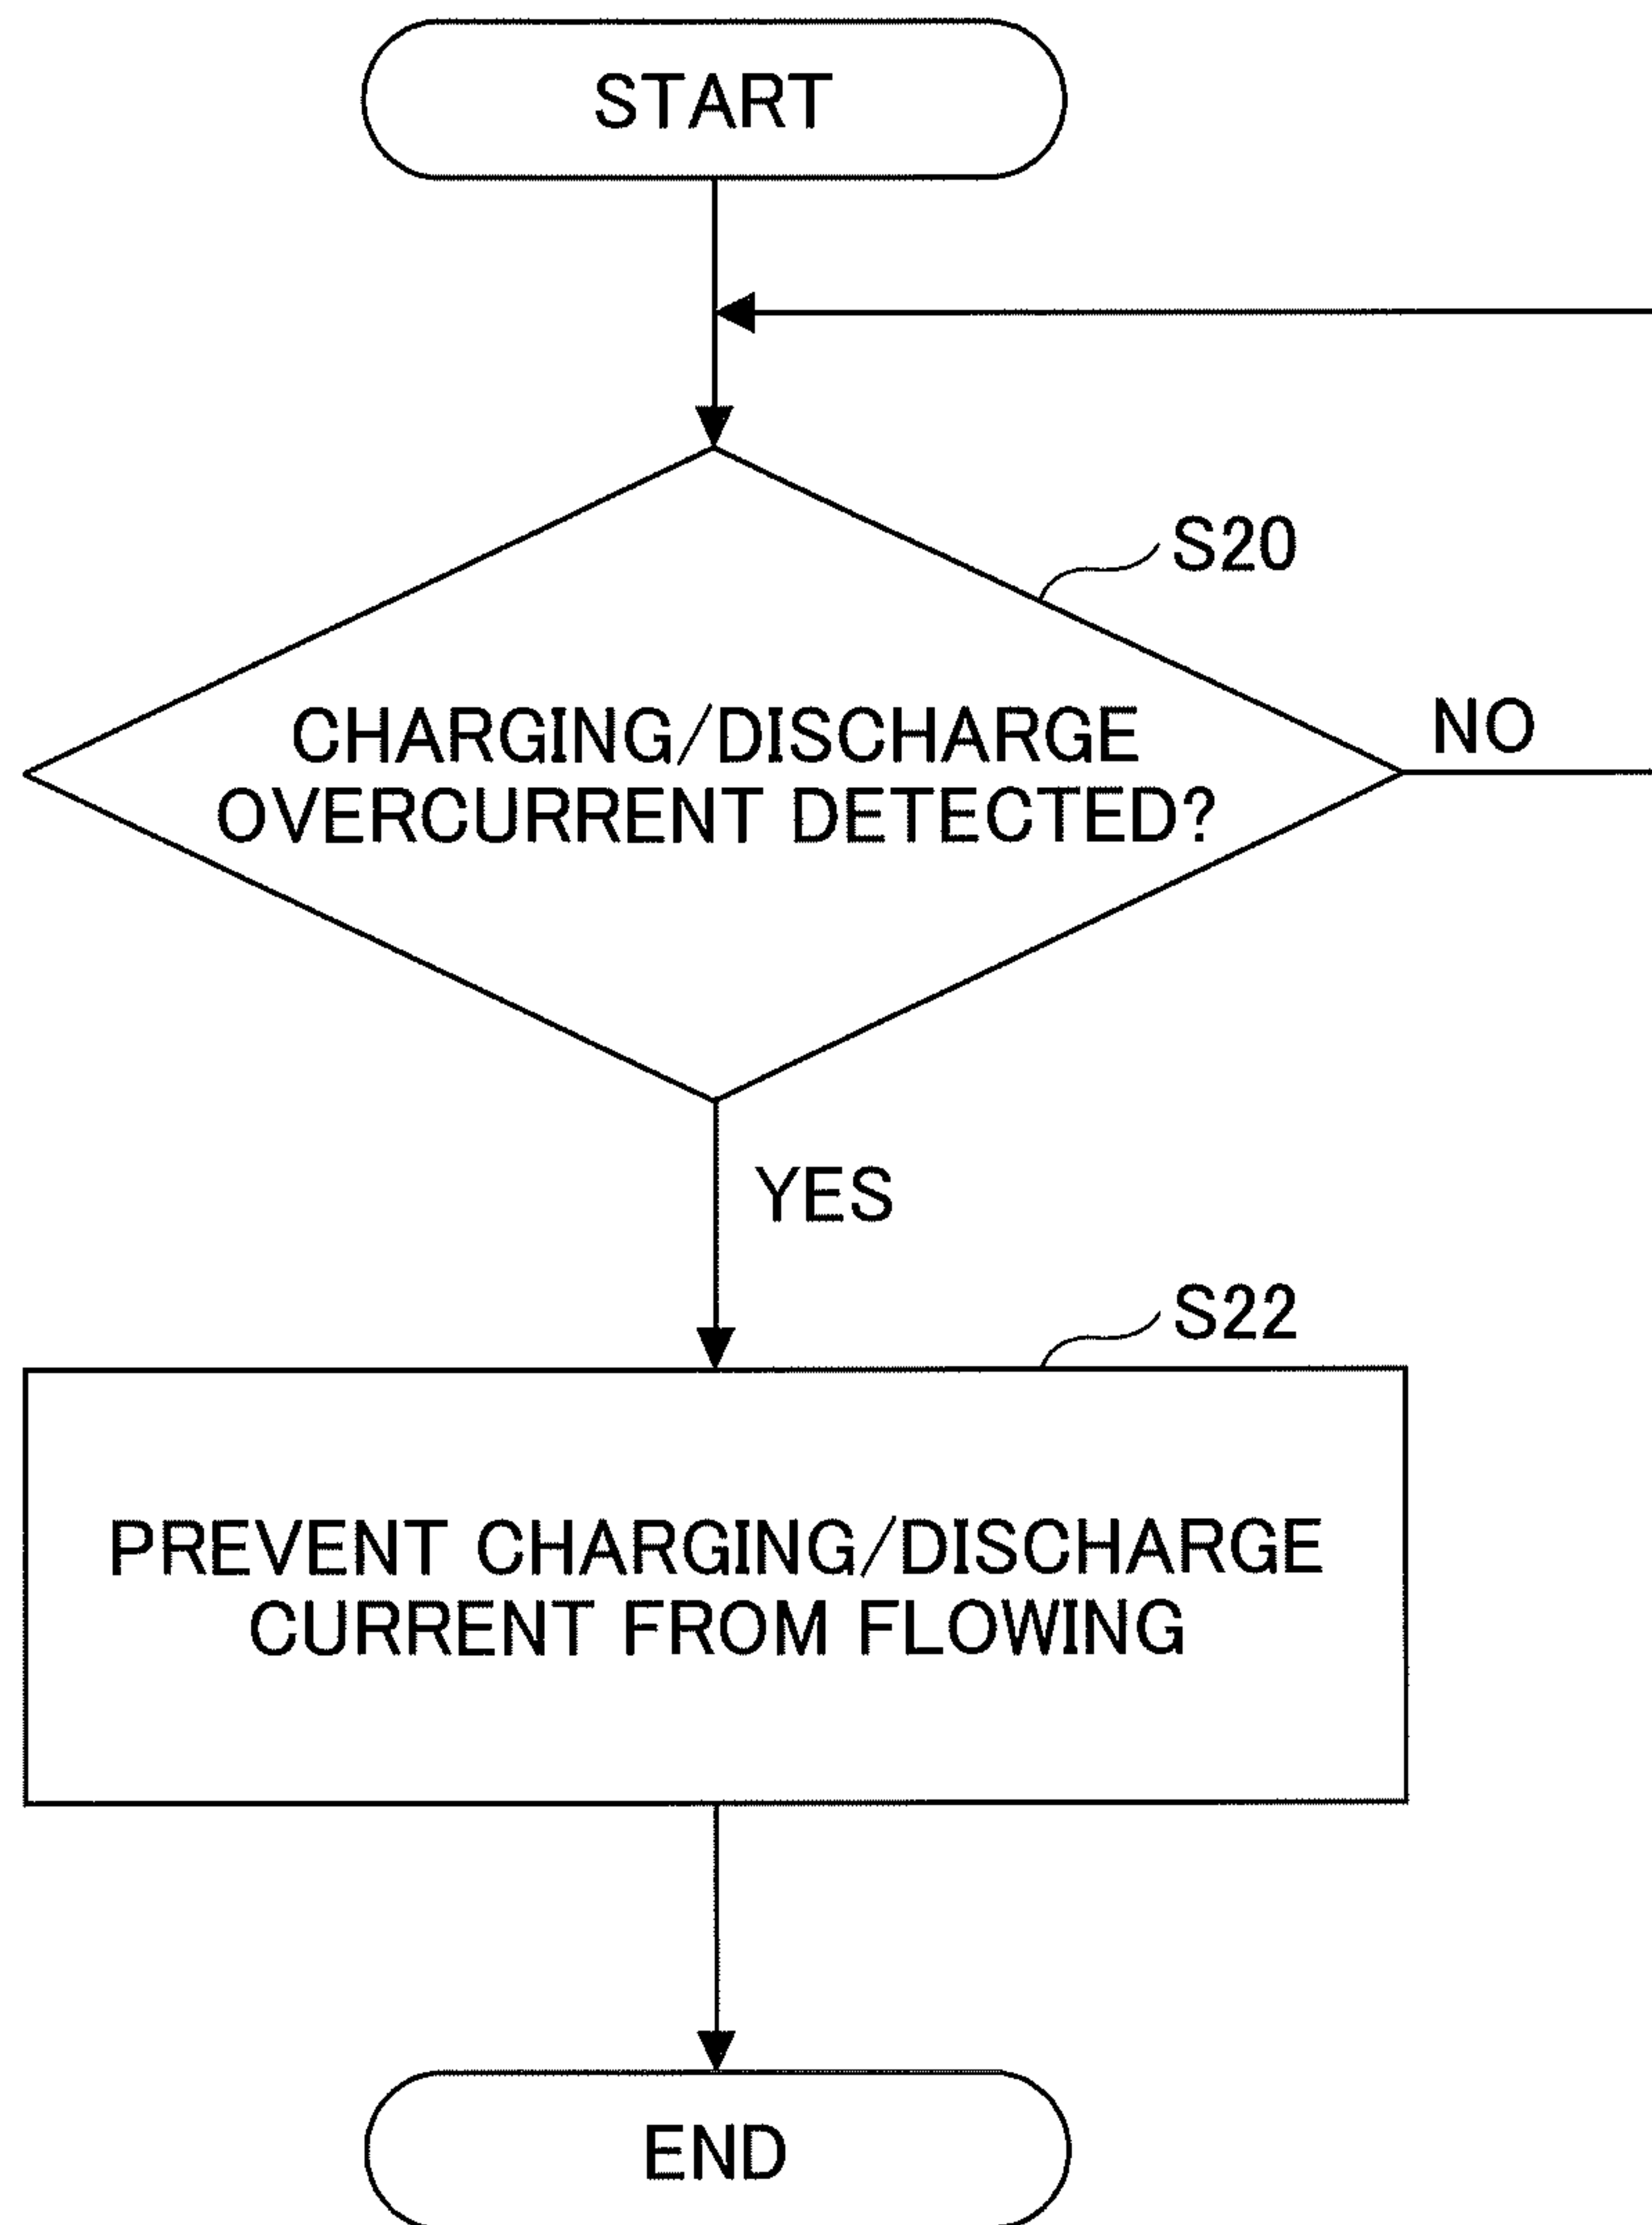 START
S20
CHARGING/DISCHARGE
OVERCURRENT DETECTED?
NO
YES
S22
PREVENT CHARGING/DISCHARGE
CURRENT FROM FLOWING
END